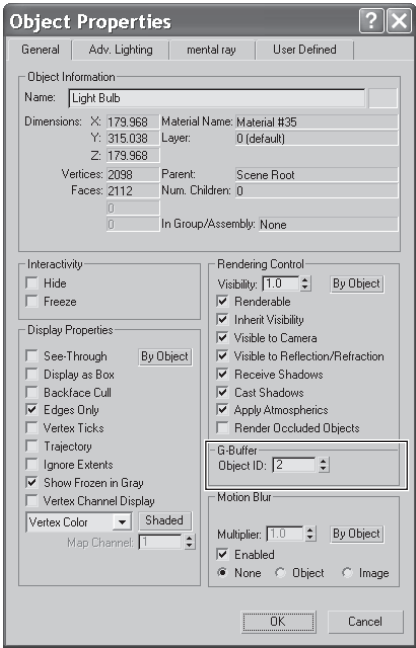 Object Properties
General Adv. Lighting mental ray User Defined
Object Information
Name: Light Bulb
Dimensions: X: 179.968 Material Name: Material #35
Y: 315.038 Layer: 0 (default)
Z: 179.968
Vertices: 2098 Parent: Scene Root
Faces: 2112 Num. Children: 0
0
0 In Group/Assembly: None
Interactivity
Hide
Freeze
Display Properties
See-Through By Object
Display as Box
Backface Cull
Edges Only
Vertex Ticks
Trajectory
Ignore Extents
Show Frozen in Gray
Vertex Channel Display
Vertex Color Shaded
Map Channel: 1
Rendering Control
Visibility: 1.0 By Object
Renderable
Inherit Visibility
Visible to Camera
Visible to Reflection/Refraction
Receive Shadows
Cast Shadows
Apply Atmospherics
Render Occluded Objects
G-Buffer
Object ID: 2
Motion Blur
Multiplier: 1.0 By Object
Enabled
None Object Image
OK Cancel